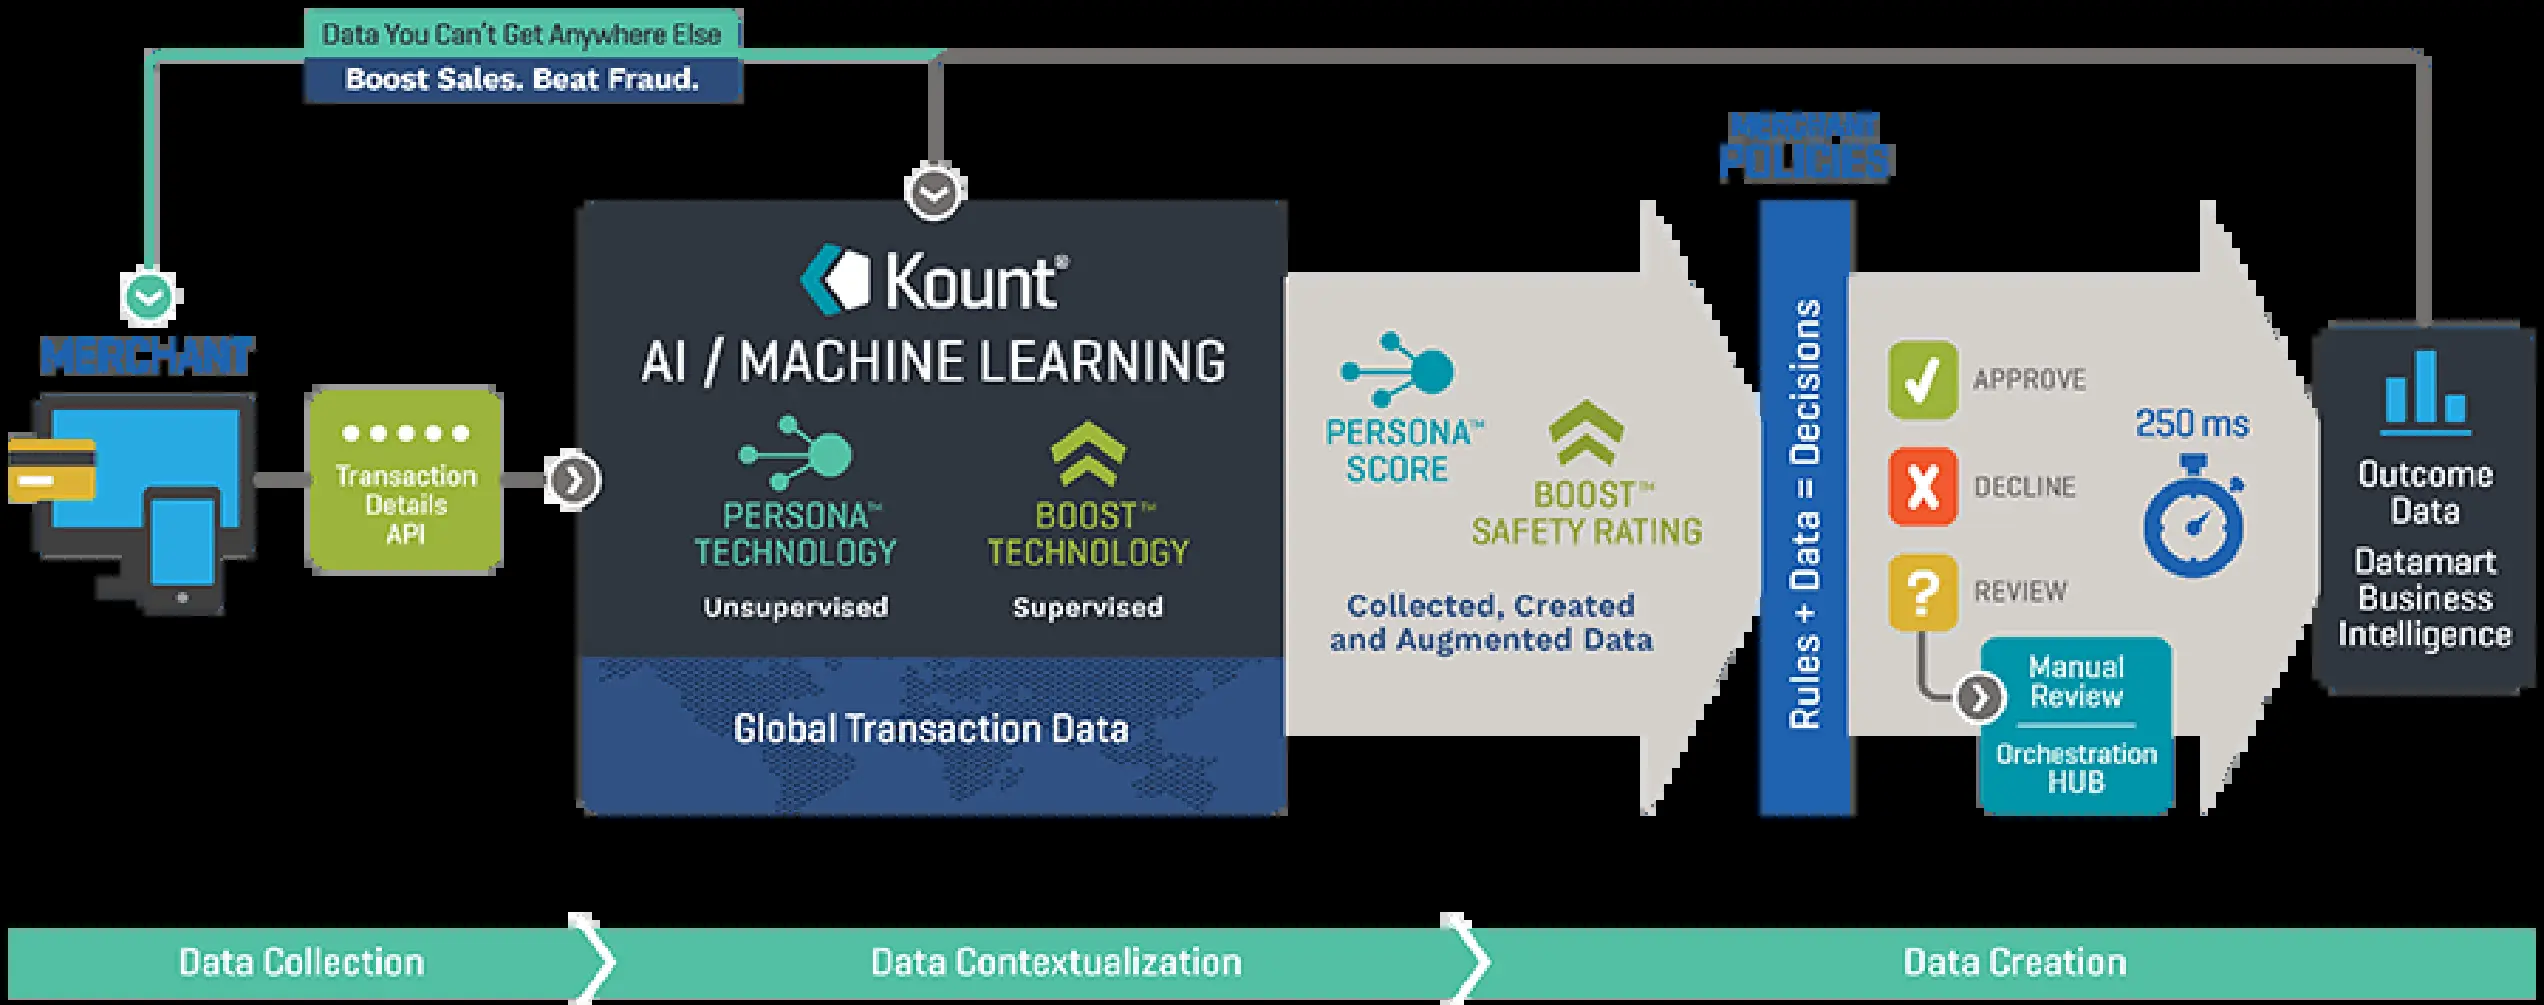 Data You Can't Get Anywhere Else
Boost Sales. Beat Fraud.
MERCHANT
Transaction
Details
API
Kount®
AI / MACHINE LEARNING
PERSONA™
TECHNOLOGY
Unsupervised
BOOST™
TECHNOLOGY
Supervised
Global Transaction Data
PERSONA™
SCORE
BOOST™
SAFETY RATING
Collected, Created
and Augmented Data
MERCHANT
POLICIES
Rules + Data = Decisions
APPROVE
DECLINE
REVIEW
250 ms
Manual
Review
Orchestration
HUB
Outcome
Data
Datamart
Business
Intelligence
Data Collection
Data Contextualization
Data Creation